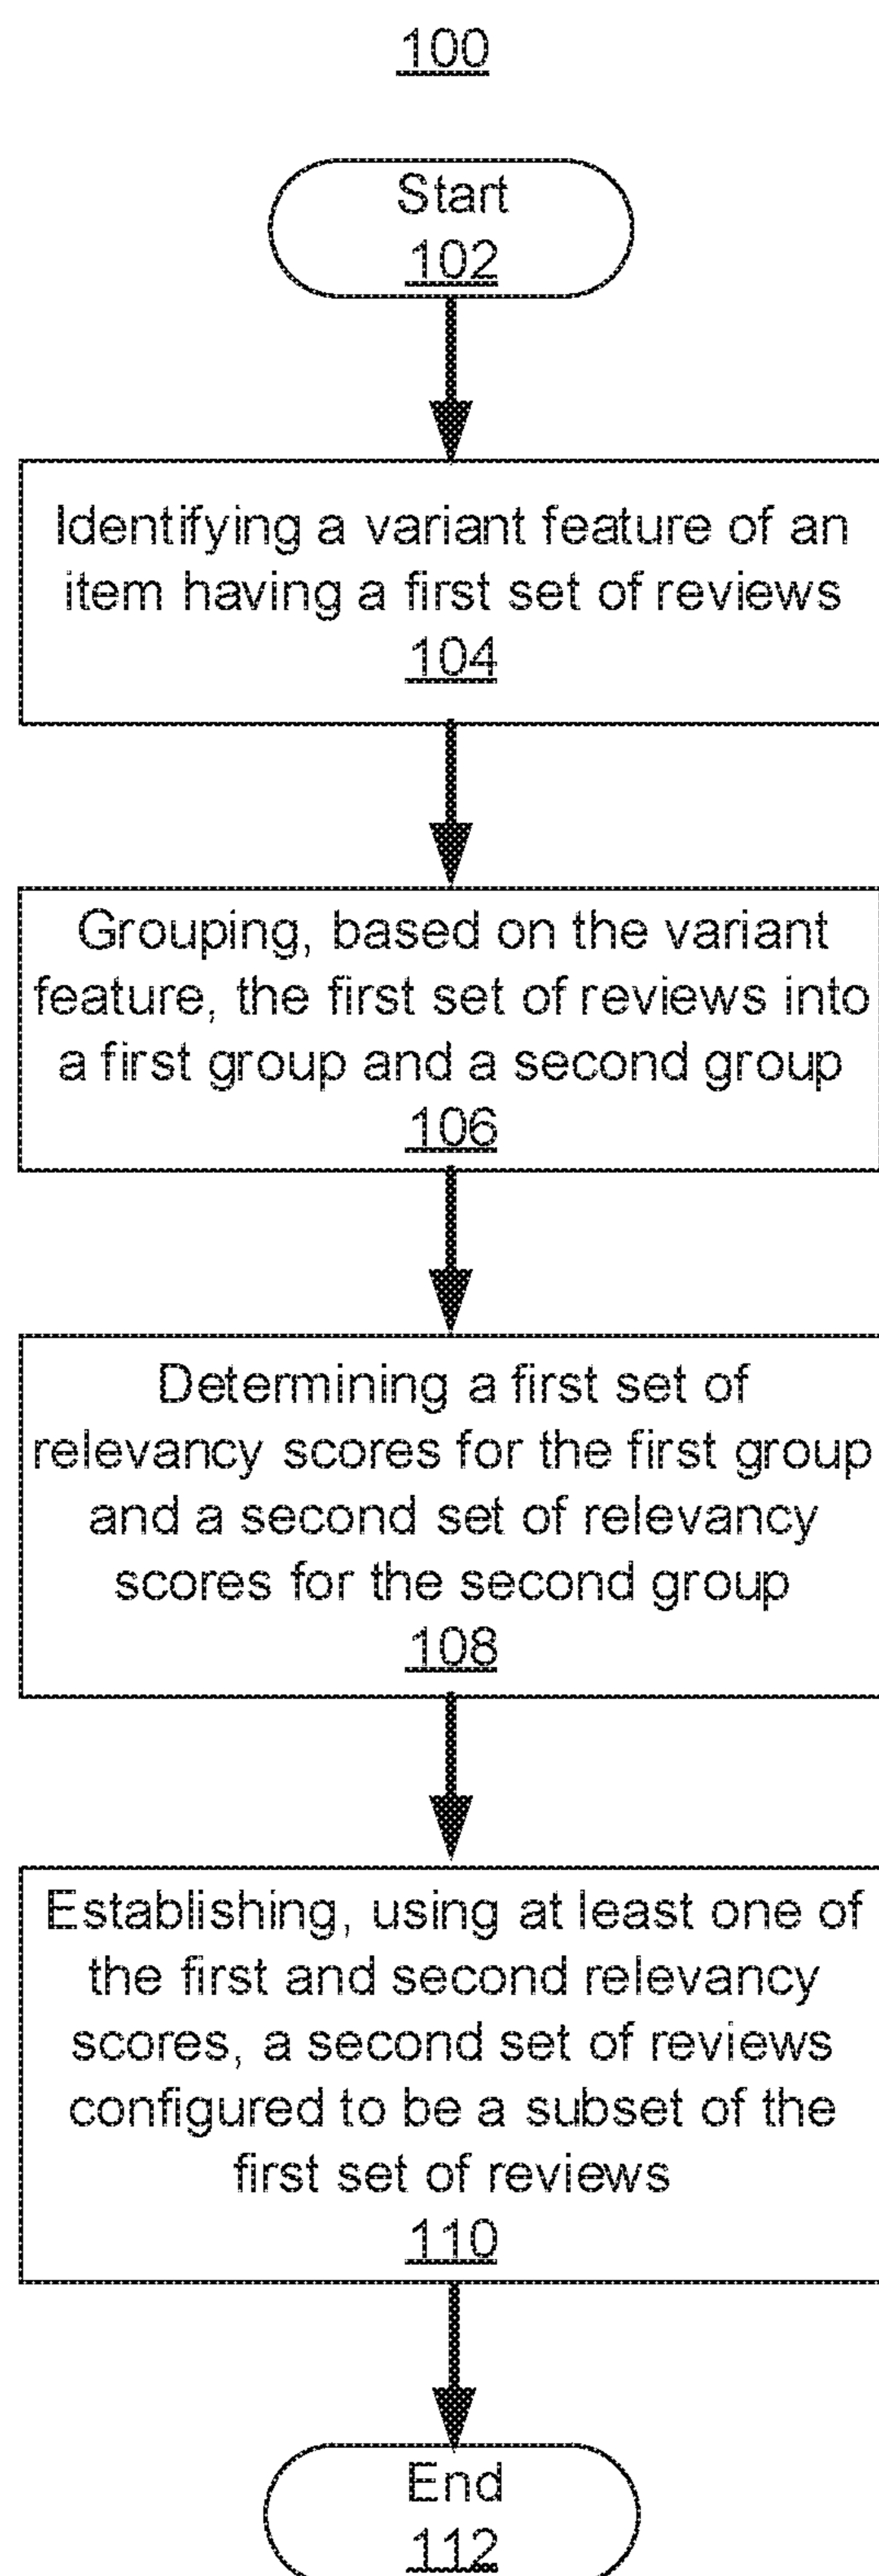 100
Start
102
Identifying a variant feature of an
item having a first set of reviews
104
Grouping, based on the variant
feature, the first set of reviews into
a first group and a second group
106
Determining a first set of
relevancy scores for the first group
and a second set of relevancy
scores for the second group
108
Establishing, using at least one of
the first and second relevancy
scores, a second set of reviews
configured to be a subset of the
first set of reviews
110
End
112